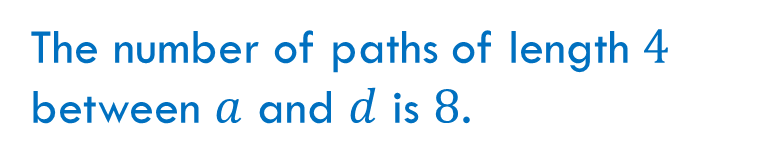 The number of paths of length 4
between a and d is 8.